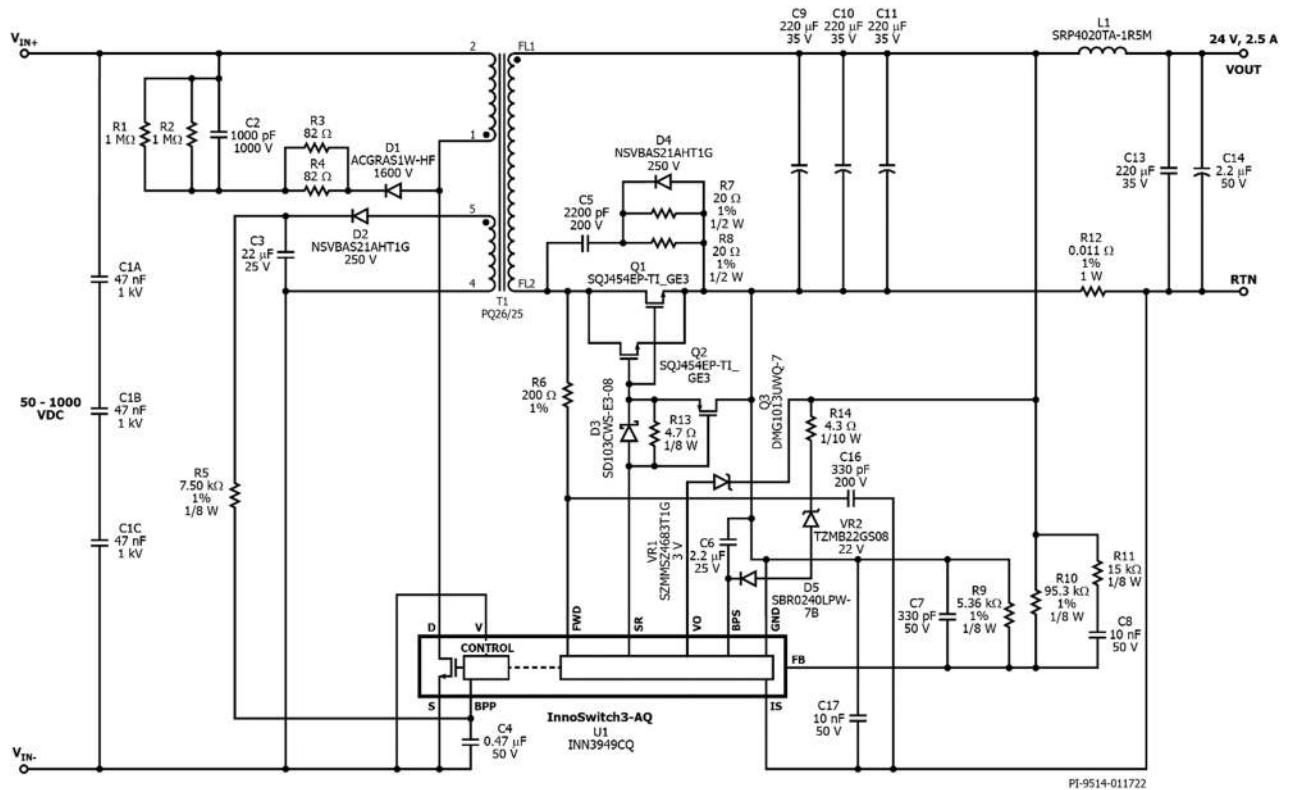 C9
220 µF
35 V
C10
220 µF
35 V
C11
220 µF
35 V
L1
SRP4020TA-1R5M
VIN+
2
FL1
24 V, 2.5 A
VOUT
R1
1 MΩ
R2
1 MΩ
C2
1000 pF
1000 V
R3
82 Ω
R4
82 Ω
D1
ACGRAS1W-HF
1600 V
1
D4
NSVBAS21AHT1G
250 V
C5
2200 pF
200 V
R7
20 Ω
1%
1/2 W
R8
20 Ω
1%
1/2 W
C13
220 µF
35 V
C14
2.2 µF
50 V
5
D2
NSVBAS21AHT1G
250 V
C3
22 µF
25 V
4
FL2
T1
PQ26/25
Q1
SQJ454EP-TI_GE3
R12
0.011 Ω
1%
1 W
RTN
C1A
47 nF
1 kV
Q2
SQJ454EP-TI_
GE3
R6
200 Ω
1%
50 - 1000
VDC
C1B
47 nF
1 kV
D3
SD103CWS-E3-08
R13
4.7 Ω
1/8 W
Q3
DMG1013UWQ-7
R14
4.3 Ω
1/10 W
C16
330 pF
200 V
R5
7.50 kΩ
1%
1/8 W
C1C
47 nF
1 kV
VR1
SZMMSZ4683T1G
3 V
C6
2.2 µF
25 V
VR2
TZMB22GS08
22 V
D5
SBR0240LPW-
7B
C7
330 pF
50 V
R9
5.36 kΩ
1%
1/8 W
R10
95.3 kΩ
1%
1/8 W
R11
15 kΩ
1/8 W
C8
10 nF
50 V
D
V
FWD
SR
VO
BPS
GND
CONTROL
FB
S
BPP
IS
InnoSwitch3-AQ
U1
INN3949CQ
C4
0.47 µF
50 V
C17
10 nF
50 V
VIN-
PI-9514-011722